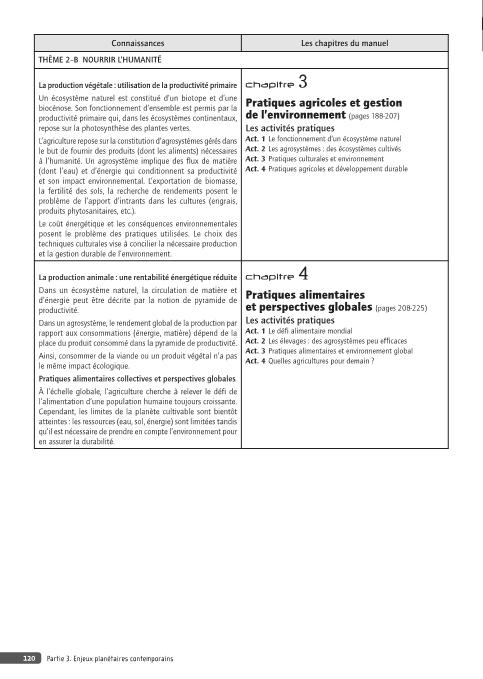 Connaissances
Les chapitres du manuel
THÈME 2-B NOURRIR L'HUMANITÉ
La production végétale : utilisation de la productivité primaire
Un écosystème naturel est constitué d'un biotope et d'une
biocénose. Son fonctionnement d'ensemble est permis par la
productivité primaire qui, dans les écosystèmes continentaux,
repose sur la photosynthèse des plantes vertes.
L'agriculture repose sur la constitution d'agrosystèmes gérés dans
le but de fournir des produits (dont les aliments) nécessaires
à l'humanité. Un agrosystème implique des flux de matière
(dont l'eau) et d'énergie qui conditionnent sa productivité
et son impact environnemental. L'exportation de biomasse,
la fertilité des sols, la recherche de rendements posent le
problème de l'apport d'intrants dans les cultures (engrais,
produits phytosanitaires, etc.).
Le coût énergétique et les conséquences environnementales
posent le problème des pratiques utilisées. Le choix des
techniques culturales vise à concilier la nécessaire production
et la gestion durable de l'environnement.
chapitre 3
Pratiques agricoles et gestion
de l'environnement (pages 188-207)
Les activités pratiques
Act. 1 Le fonctionnement d'un écosystème naturel
Act. 2 Les agrosystèmes : des écosystèmes cultivés
Act. 3 Pratiques culturales et environnement
Act. 4 Pratiques agricoles et développement durable
La production animale : une rentabilité énergétique réduite
Dans un écosystème naturel, la circulation de matière et
d'énergie peut être décrite par la notion de pyramide de
productivité.
Dans un agrosystème, le rendement global de la production par
rapport aux consommations (énergie, matière) dépend de la
place du produit consommé dans la pyramide de productivité.
Ainsi, consommer de la viande ou un produit végétal n'a pas
le même impact écologique.
Pratiques alimentaires collectives et perspectives globales
À l'échelle globale, l'agriculture cherche à relever le défi de
l'alimentation d'une population humaine toujours croissante.
Cependant, les limites de la planète cultivable sont bientôt
atteintes : les ressources (eau, sol, énergie) sont limitées tandis
qu'il est nécessaire de prendre en compte l'environnement pour
en assurer la durabilité.
chapitre 4
Pratiques alimentaires
et perspectives globales (pages 208-225)
Les activités pratiques
Act. 1 Le défi alimentaire mondial
Act. 2 Les élevages : des agrosystèmes peu efficaces
Act. 3 Pratiques alimentaires et environnement global
Act. 4 Quelles agricultures pour demain ?
120 Partie 3. Enjeux planétaires contemporains